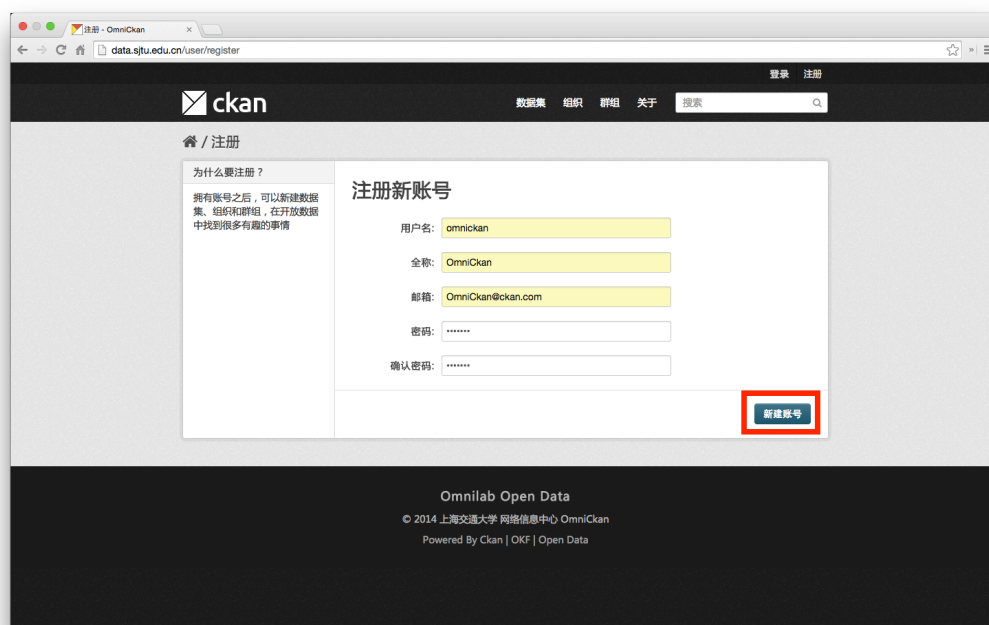 注册 - OmniCkan
data.sjtu.edu.cn/user/register
登录 注册
ckan
数据集 组织 群组 关于 搜索
/ 注册
为什么要注册？
拥有账号之后，可以新建数据
集、组织和群组，在开放数据
中找到很多有趣的事情
注册新账号
用户名: omnickan
全称: OmniCkan
邮箱: OmniCkan@ckan.com
密码: •••••••
确认密码: •••••••
新建账号
Omnilab Open Data
© 2014 上海交通大学 网络信息中心 OmniCkan
Powered By Ckan | OKF | Open Data